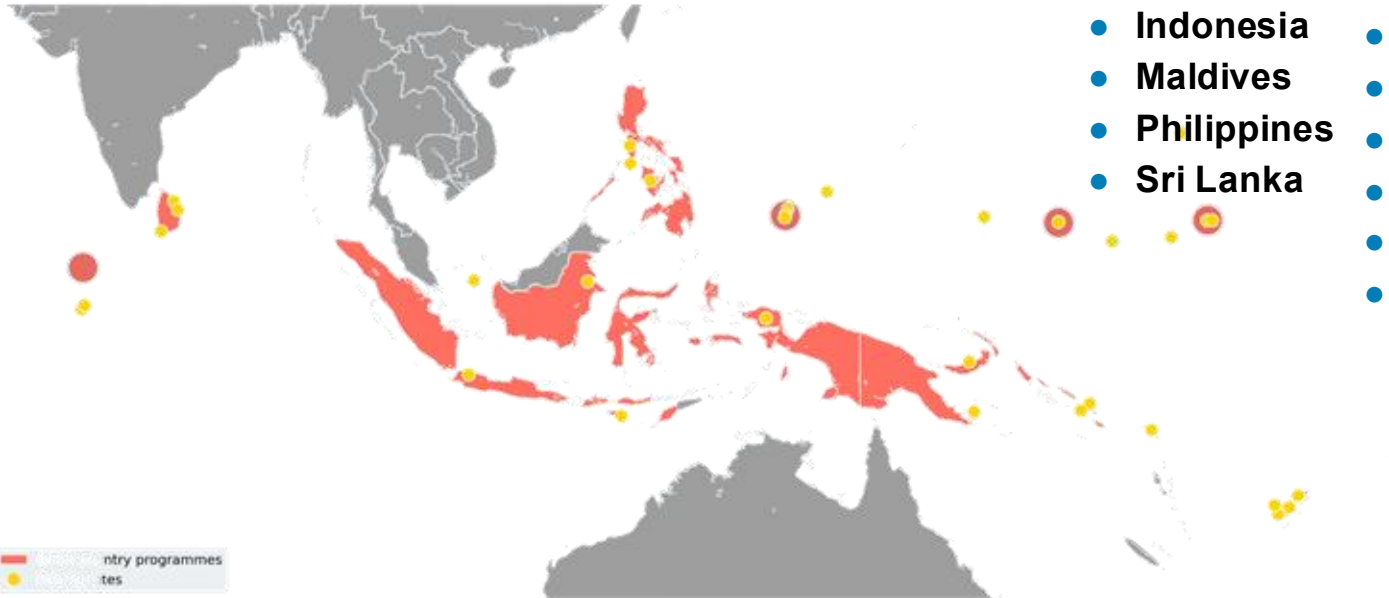 Indonesia
Maldives
Philippines
Sri Lanka
ntry programmes
tes